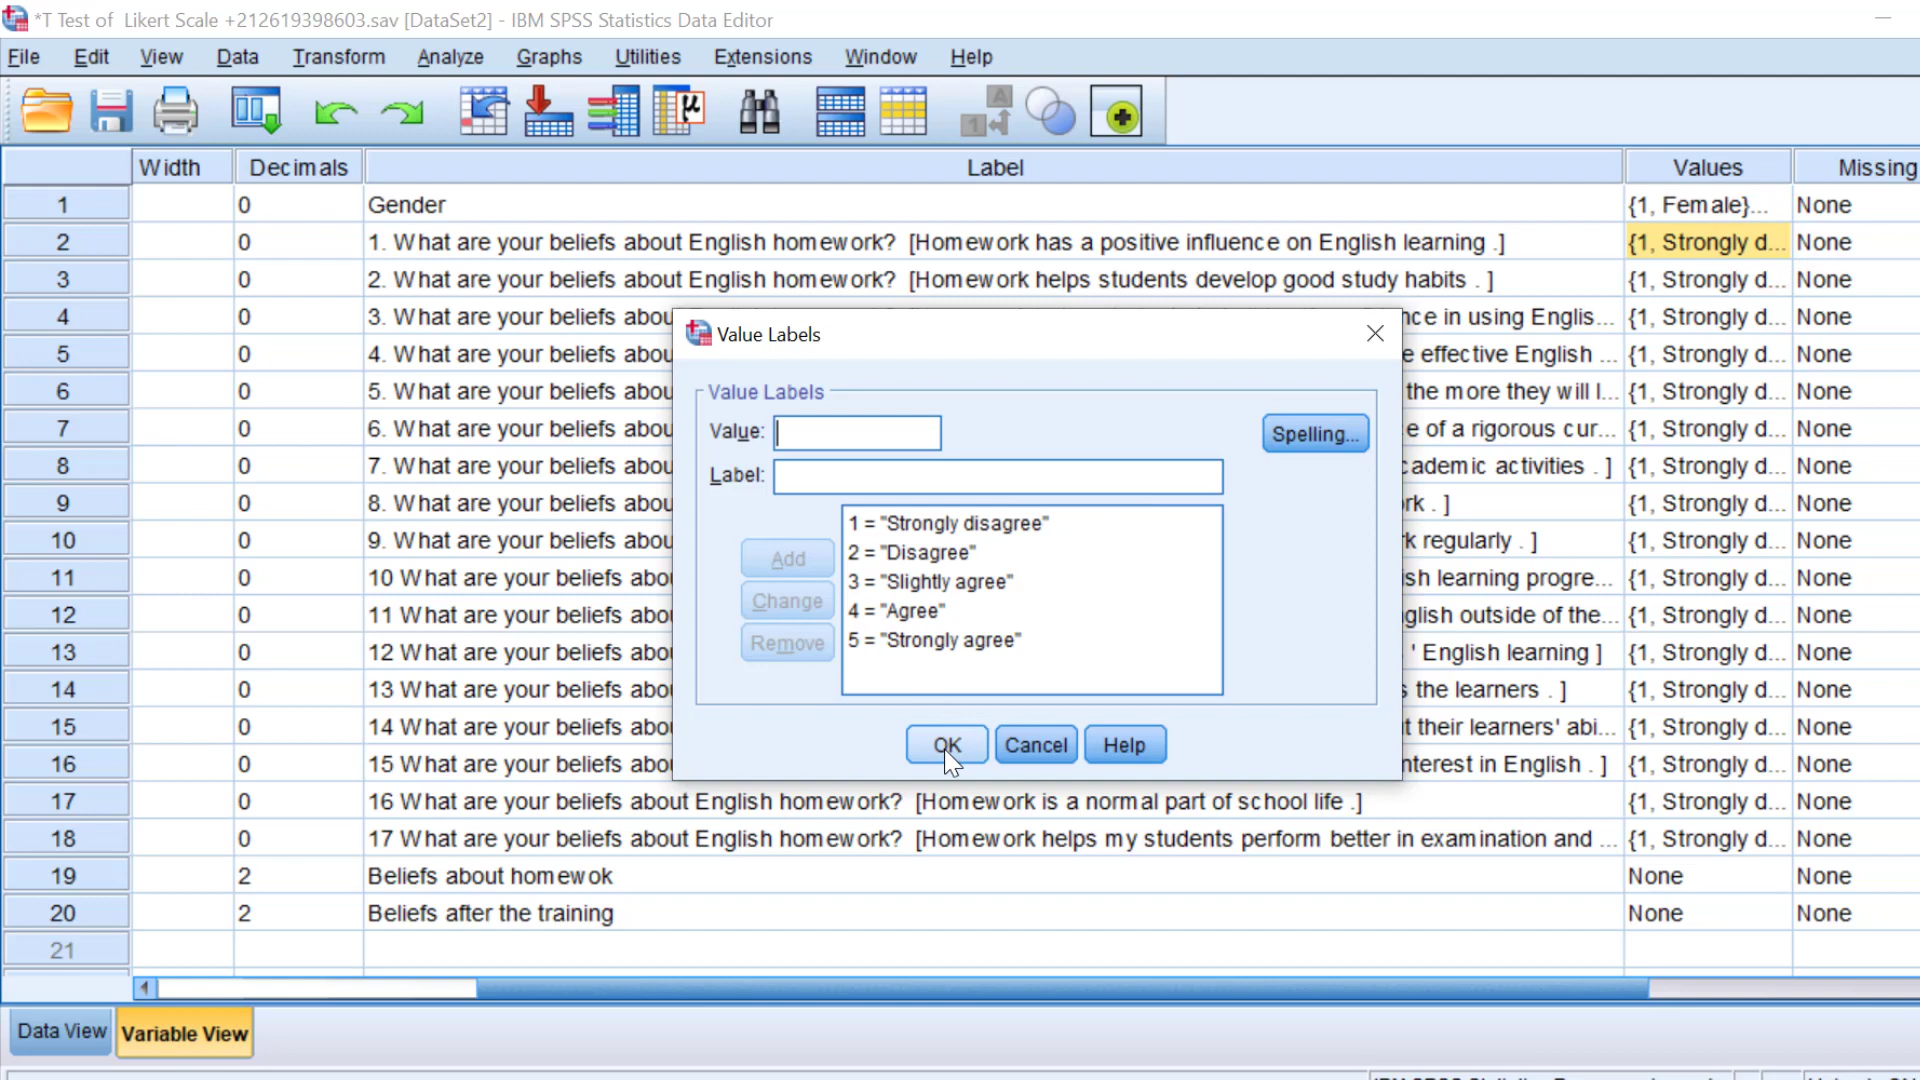 *T Test of Likert Scale +212619398603.sav [DataSet2] - IBM SPSS Statistics Data Editor
File Edit View Data Transform Analyze Graphs Utilities Extensions Window Help
Width Decimals Label Values Missing
1 0 Gender {1, Female}... None
2 0 1. What are your beliefs about English homework? [Homework has a positive influence on English learning .] {1, Strongly d... None
3 0 2. What are your beliefs about English homework? [Homework helps students develop good study habits . ] {1, Strongly d... None
4 0 3. What are your beliefs abou nce in using Englis... {1, Strongly d... None
5 0 4. What are your beliefs abou e effective English ... {1, Strongly d... None
6 0 5. What are your beliefs abou the more they will l... {1, Strongly d... None
7 0 6. What are your beliefs abou e of a rigorous cur... {1, Strongly d... None
8 0 7. What are your beliefs abou cademic activities . ] {1, Strongly d... None
9 0 8. What are your beliefs abou rk . ] {1, Strongly d... None
10 0 9. What are your beliefs abou k regularly . ] {1, Strongly d... None
11 0 10 What are your beliefs abou ish learning progre... {1, Strongly d... None
12 0 11 What are your beliefs abou glish outside of the... {1, Strongly d... None
13 0 12 What are your beliefs abou ' English learning ] {1, Strongly d... None
14 0 13 What are your beliefs abou s the learners . ] {1, Strongly d... None
15 0 14 What are your beliefs abou t their learners' abi... {1, Strongly d... None
16 0 15 What are your beliefs abou nterest in English . ] {1, Strongly d... None
17 0 16 What are your beliefs about English homework? [Homework is a normal part of school life .] {1, Strongly d... None
18 0 17 What are your beliefs about English homework? [Homework helps my students perform better in examination and ... {1, Strongly d... None
19 2 Beliefs about homewok None None
20 2 Beliefs after the training None None
21
Value Labels
Value Labels
Value:
Spelling...
Label:
1 = "Strongly disagree"
2 = "Disagree"
3 = "Slightly agree"
4 = "Agree"
5 = "Strongly agree"
Add
Change
Remove
OK Cancel Help
Data View Variable View